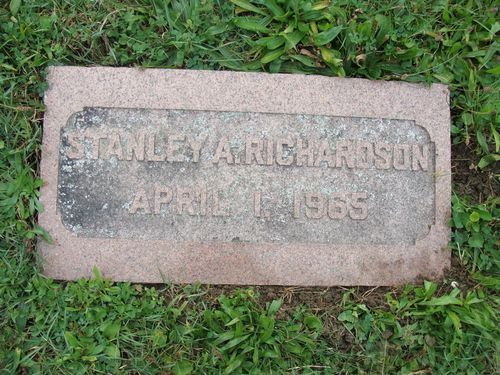 STANLEY A. RICHARDSON
APRIL 1, 1965